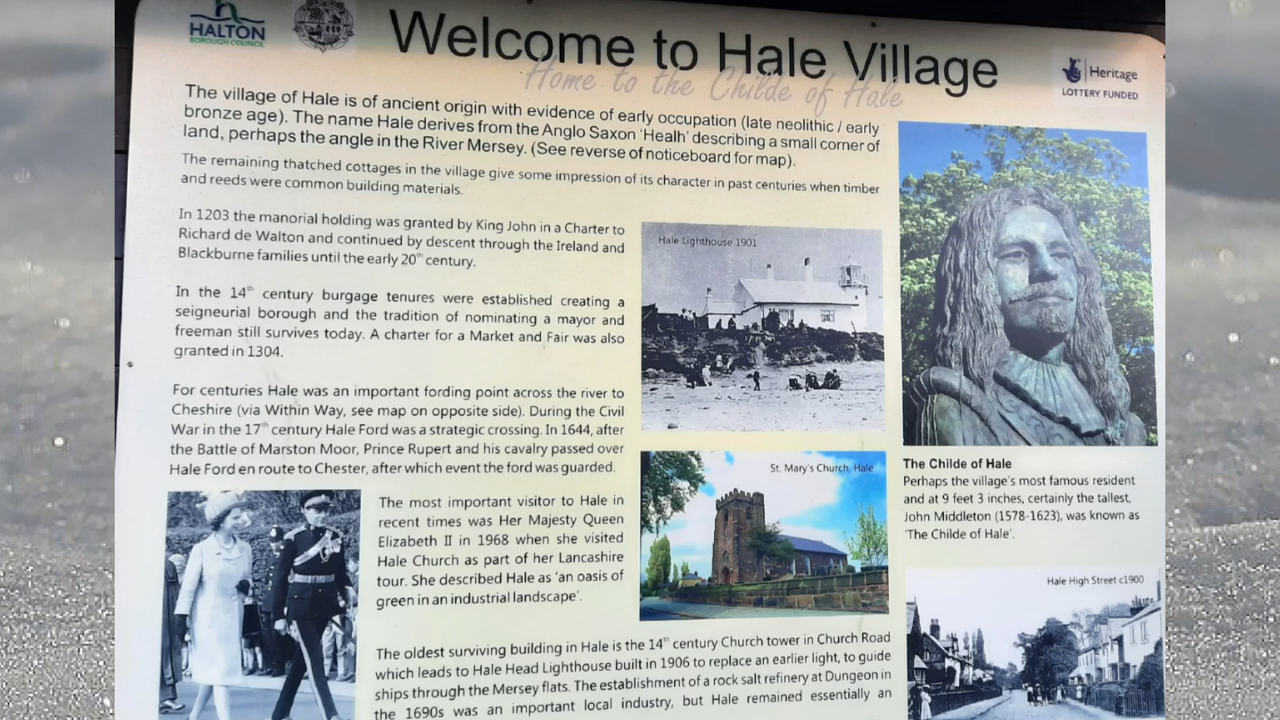 HALTON
BOROUGH COUNCIL
Welcome to Hale Village
Home to the Childe of Hale
Heritage
LOTTERY FUNDED
The village of Hale is of ancient origin with evidence of early occupation (late neolithic / early
bronze age). The name Hale derives from the Anglo Saxon 'Healh' describing a small corner of
land, perhaps the angle in the River Mersey. (See reverse of noticeboard for map).
The remaining thatched cottages in the village give some impression of its character in past centuries when timber
and reeds were common building materials.
In 1203 the manorial holding was granted by King John in a Charter to
Richard de Walton and continued by descent through the Ireland and
Blackburne families until the early 20th century.
In the 14th century burgage tenures were established creating a
seigneurial borough and the tradition of nominating a mayor and
freeman still survives today. A charter for a Market and Fair was also
granted in 1304.
For centuries Hale was an important fording point across the river to
Cheshire (via Within Way, see map on opposite side). During the Civil
War in the 17th century Hale Ford was a strategic crossing. In 1644, after
the Battle of Marston Moor, Prince Rupert and his cavalry passed over
Hale Ford en route to Chester, after which event the ford was guarded.
The most important visitor to Hale in
recent times was Her Majesty Queen
Elizabeth II in 1968 when she visited
Hale Church as part of her Lancashire
tour. She described Hale as 'an oasis of
green in an industrial landscape'.
The oldest surviving building in Hale is the 14th century Church tower in Church Road
which leads to Hale Head Lighthouse built in 1906 to replace an earlier light, to guide
ships through the Mersey flats. The establishment of a rock salt refinery at Dungeon in
the 1690s was an important local industry, but Hale remained essentially an
Hale Lighthouse 1901
St. Mary's Church, Hale
The Childe of Hale
Perhaps the village's most famous resident
and at 9 feet 3 inches, certainly the tallest,
John Middleton (1578-1623), was known as
'The Childe of Hale'.
Hale High Street c1900